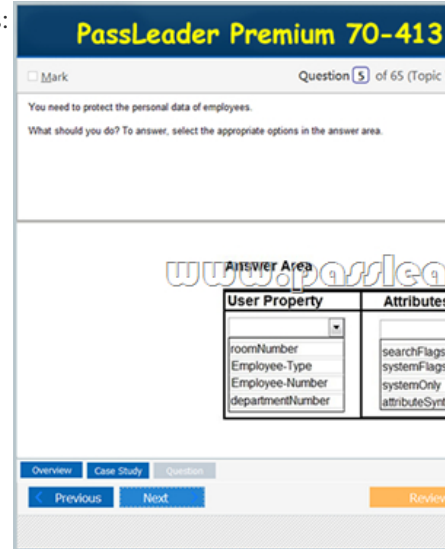 s:
PassLeader Premium 70-413
Mark
Question 5 of 65 (Topic
You need to protect the personal data of employees.
What should you do? To answer, select the appropriate options in the answer area.
Answer Area
www.passlea
User Property
Attributes
roomNumber
Employee-Type
Employee-Number
departmentNumber
searchFlags
systemFlags
systemOnly
attributeSynt
Overview
Case Study
Question
Previous
Next
Review